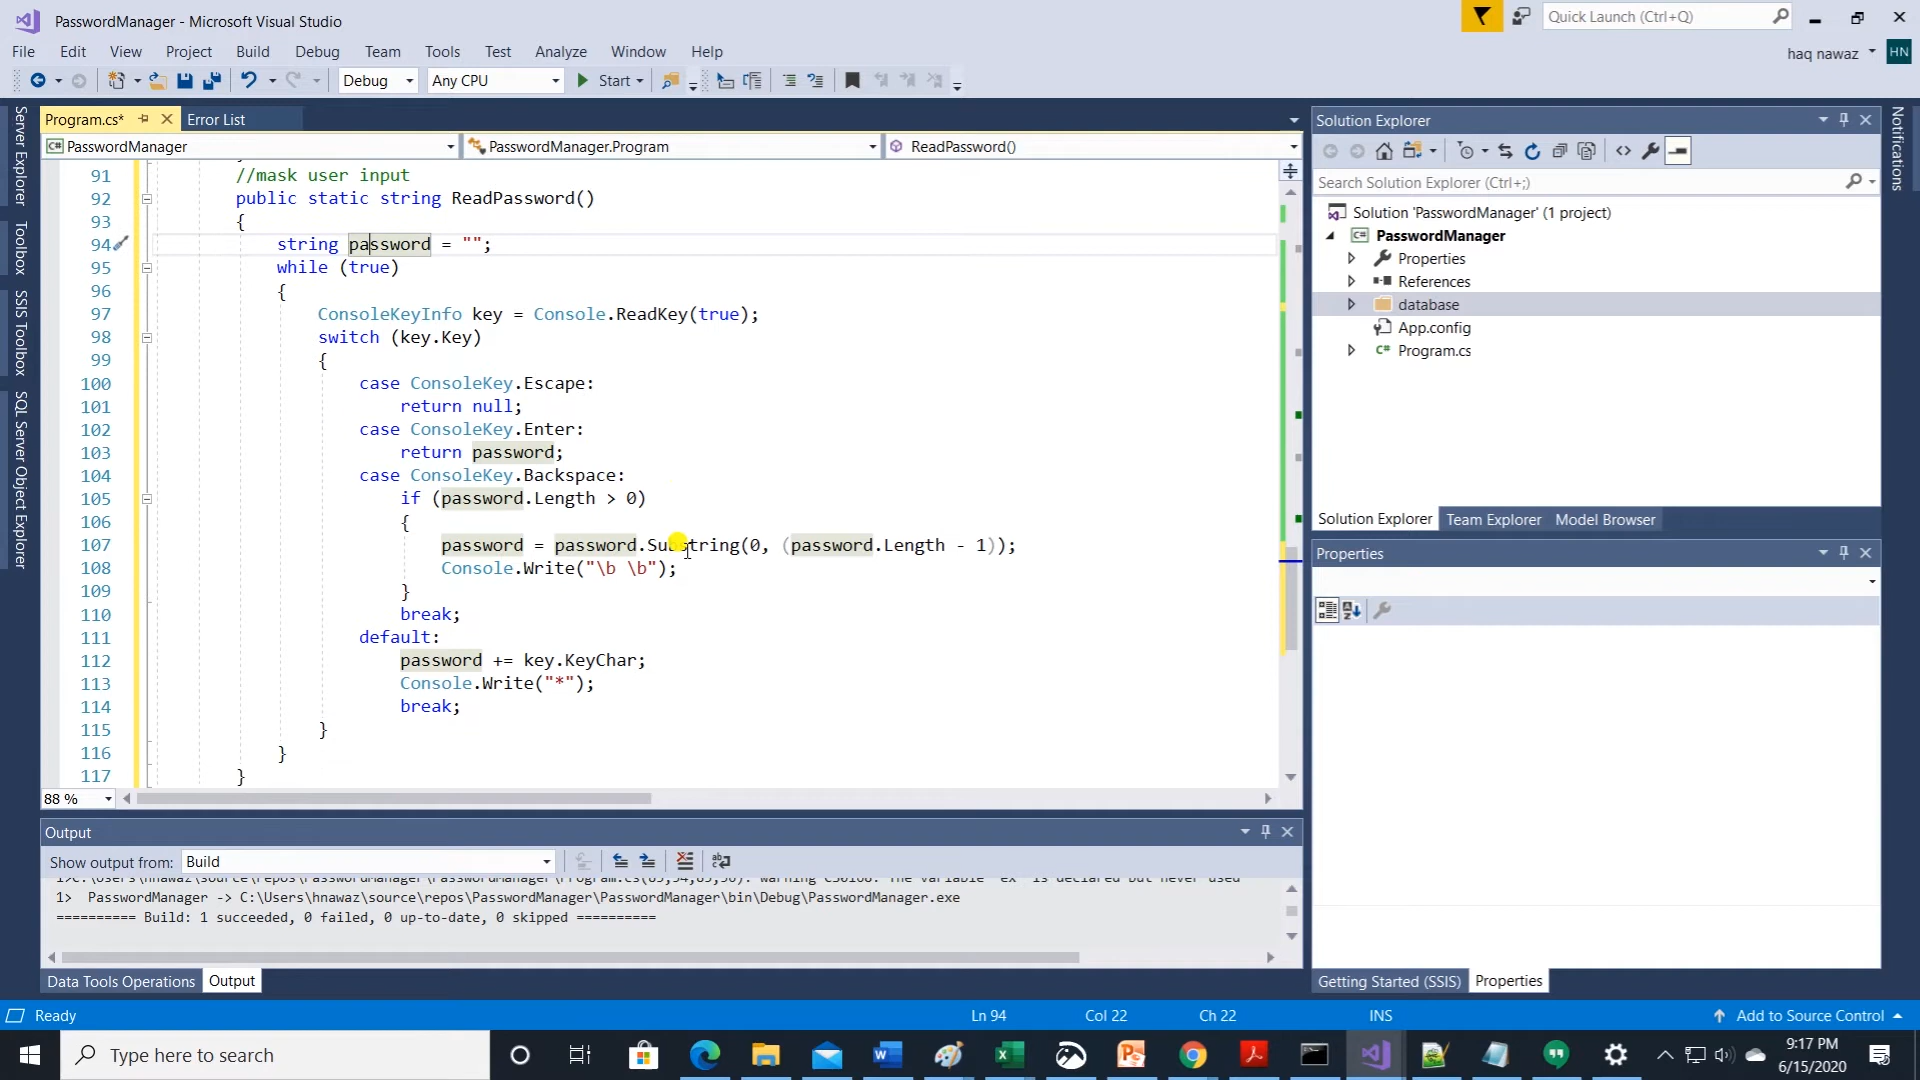 PasswordManager - Microsoft Visual Studio
Quick Launch (Ctrl+Q)
File Edit View Project Build Debug Team Tools Test Analyze Window Help
haq nawaz HN
Debug Any CPU Start
Program.cs* Error List
PasswordManager PasswordManager.Program ReadPassword()
91 //mask user input
92 public static string ReadPassword()
93 {
94 string password = "";
95 while (true)
96 {
97 ConsoleKeyInfo key = Console.ReadKey(true);
98 switch (key.Key)
99 {
100 case ConsoleKey.Escape:
101 return null;
102 case ConsoleKey.Enter:
103 return password;
104 case ConsoleKey.Backspace:
105 if (password.Length > 0)
106 {
107 password = password.Substring(0, (password.Length - 1));
108 Console.Write("\b \b");
109 }
110 break;
111 default:
112 password += key.KeyChar;
113 Console.Write("*");
114 break;
115 }
116 }
117 }
88 %
Server Explorer
Toolbox
SSIS Toolbox
SQL Server Object Explorer
Solution Explorer
Search Solution Explorer (Ctrl+;)
Solution 'PasswordManager' (1 project)
PasswordManager
Properties
References
database
App.config
Program.cs
Solution Explorer Team Explorer Model Browser
Properties
Getting Started (SSIS) Properties
Notifications
Output
Show output from: Build
1> PasswordManager -> C:\Users\hnawaz\source\repos\PasswordManager\PasswordManager\bin\Debug\PasswordManager.exe
========== Build: 1 succeeded, 0 failed, 0 up-to-date, 0 skipped ==========
Data Tools Operations Output
Ready Ln 94 Col 22 Ch 22 INS Add to Source Control
Type here to search
9:17 PM
6/15/2020